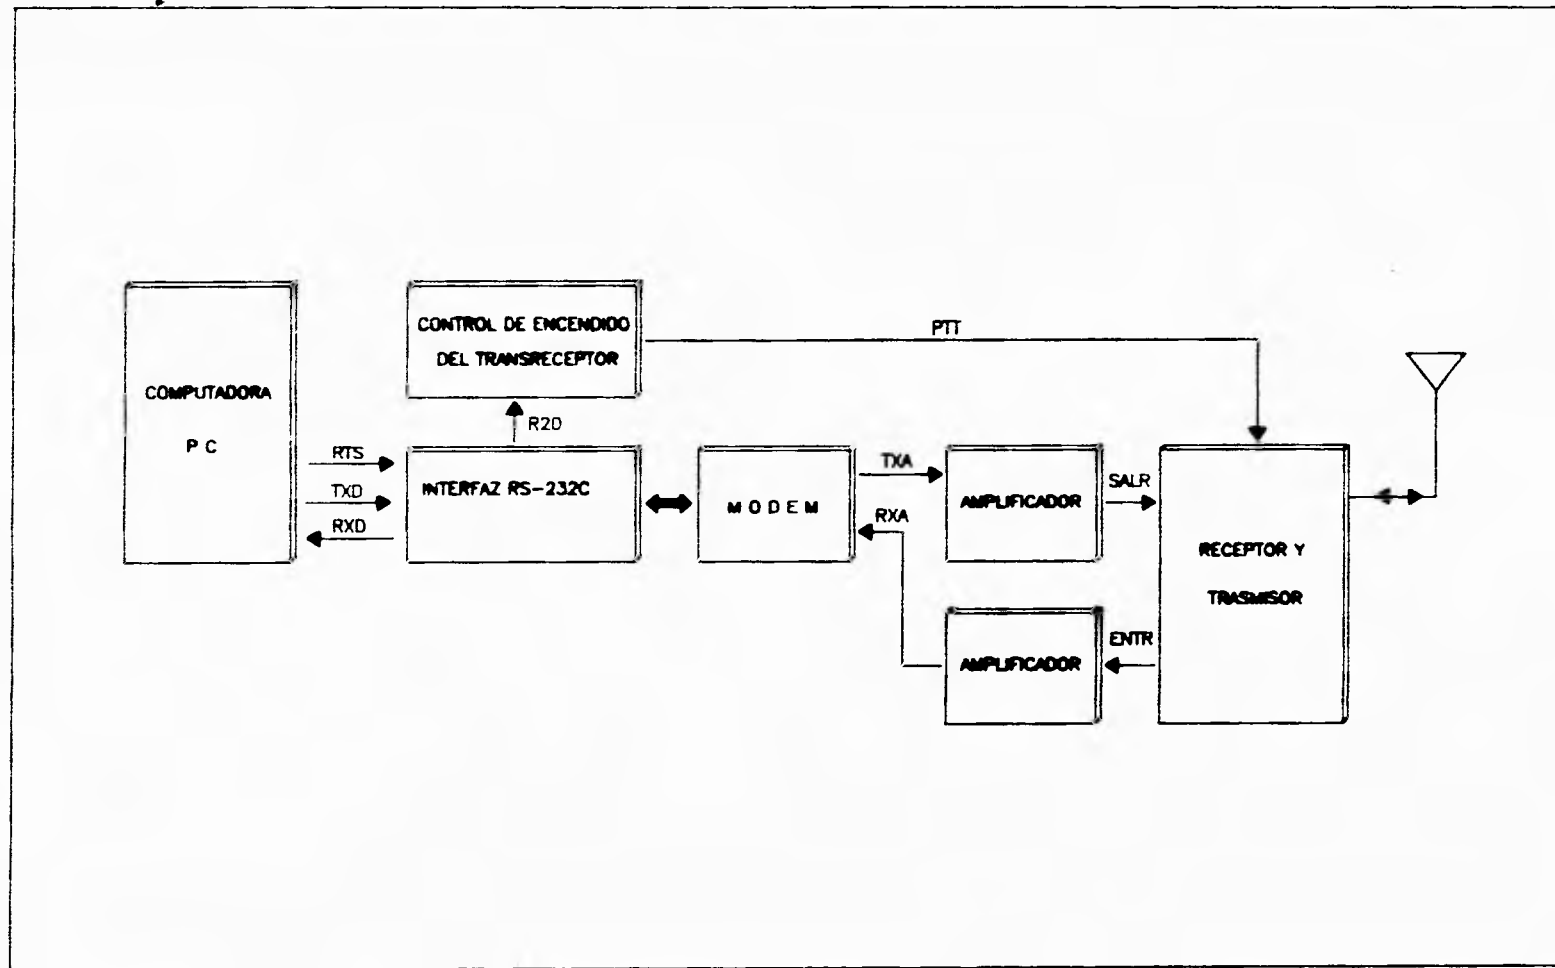 CONTROL DE ENCENDIDO
DEL TRANSRECEPTOR
PTT
COMPUTADORA
P C
R2D
RTS
TXD
RXD
INTERFAZ RS-232C
M O D E M
TXA
RXA
AMPLIFICADOR
SALR
RECEPTOR Y
TRASMISOR
AMPLIFICADOR
ENTR